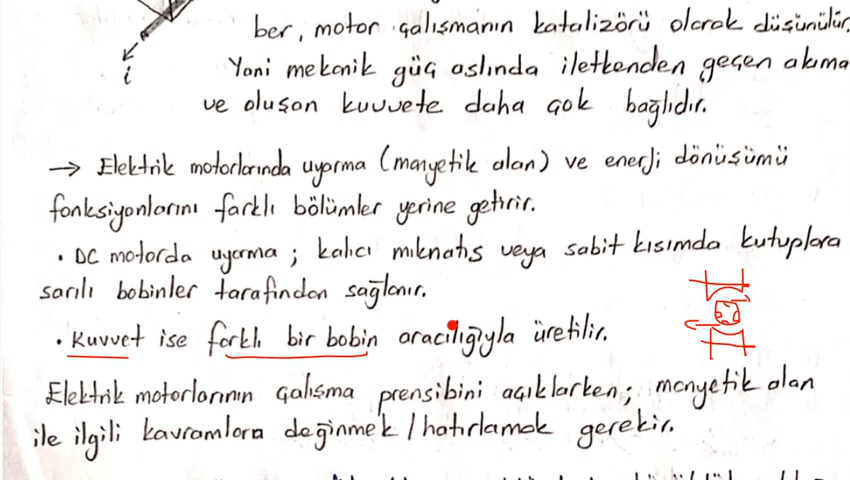 ber, motor çalışmanın katalizörü olarak düşünülür.
Yani mekanik güç aslında iletkenden geçen akıma
i
ve oluşan kuvvete daha çok bağlıdır.
→ Elektrik motorlarında uyarma (manyetik alan) ve enerji dönüşümü
fonksiyonlarını farklı bölümler yerine getirir.
• DC motorda uyarma ; kalıcı mıknatıs veya sabit kısımda kutuplara
sarılı bobinler tarafından sağlanır.
• Kuvvet ise farklı bir bobin aracılığıyla üretilir.
Elektrik motorlarının çalışma prensibini açıklarken; manyetik alan
ile ilgili kavramlara değinmek / hatırlamak gerekir.